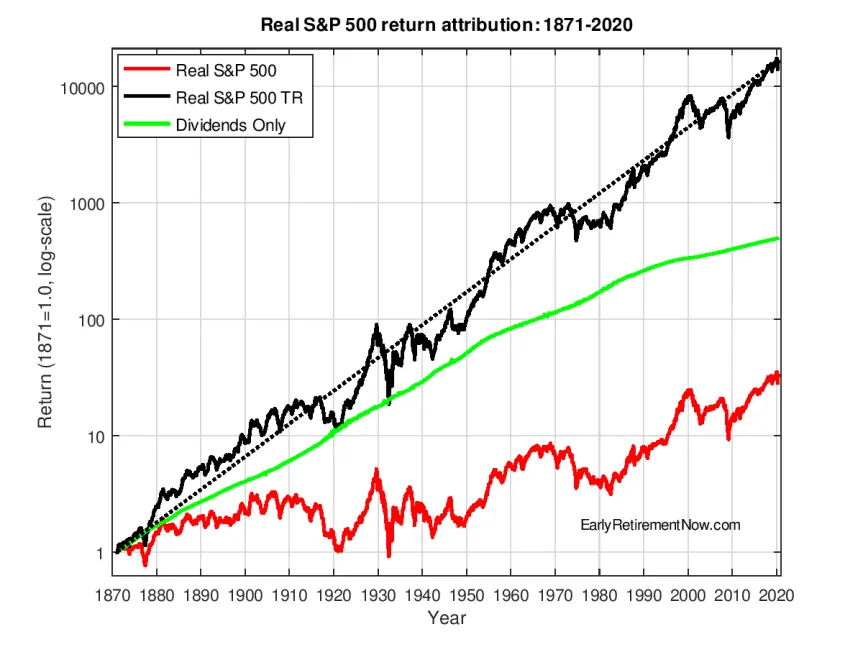 Real S&P 500 return attribution: 1871-2020
Real S&P 500
Real S&P 500 TR
Dividends Only
10000
1000
100
10
1
Return (1871=1.0, log-scale)
EarlyRetirementNow.com
1870 1880 1890 1900 1910 1920 1930 1940 1950 1960 1970 1980 1990 2000 2010 2020
Year